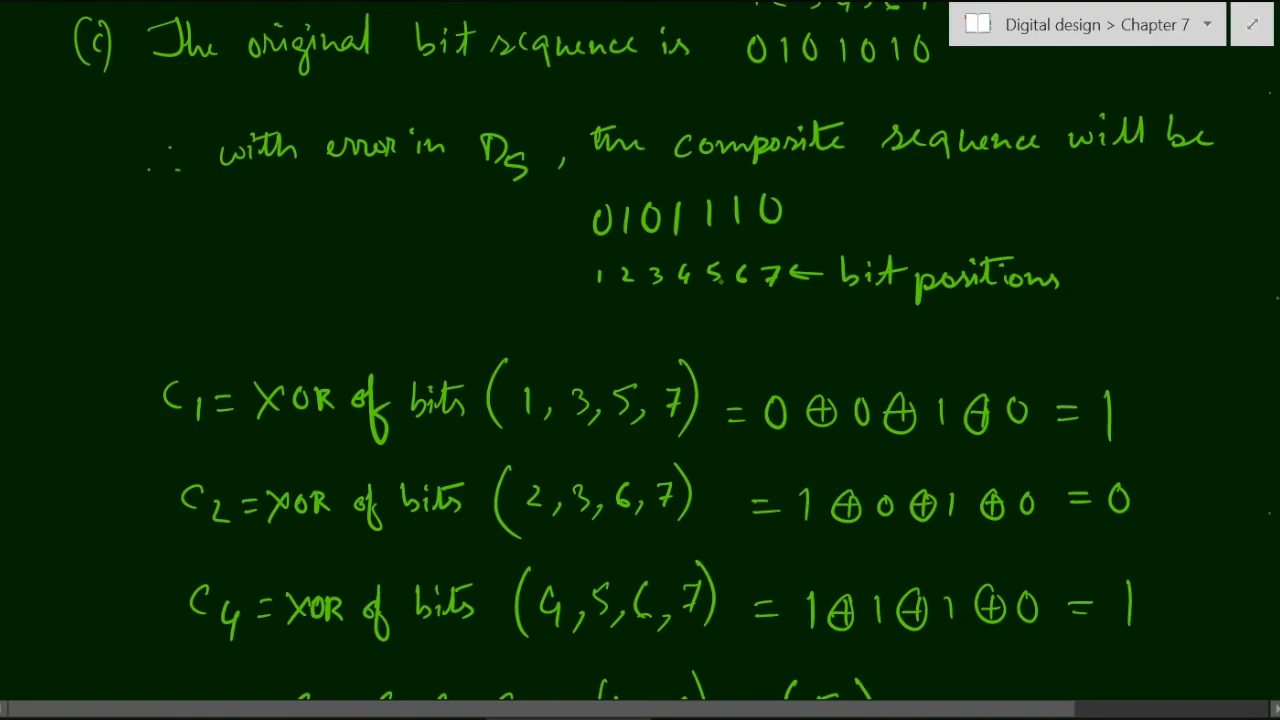 Digital design > Chapter 7
(c) The original bit sequence is 0101010
∴ with error in D5, the composite sequence will be
0101110
1 2 3 4 5 6 7 ← bit positions
C1 = XOR of bits (1, 3, 5, 7) = 0 ⊕ 0 ⊕ 1 ⊕ 0 = 1
C2 = XOR of bits (2, 3, 6, 7) = 1 ⊕ 0 ⊕ 1 ⊕ 0 = 0
C4 = XOR of bits (4, 5, 6, 7) = 1 ⊕ 1 ⊕ 1 ⊕ 0 = 1